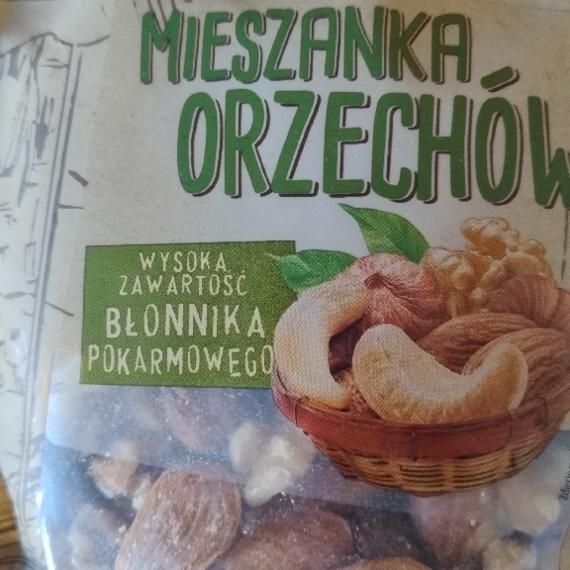 MIESZANKA
ORZECHÓW
WYSOKA
ZAWARTOŚĆ
BŁONNIKA
POKARMOWEGO